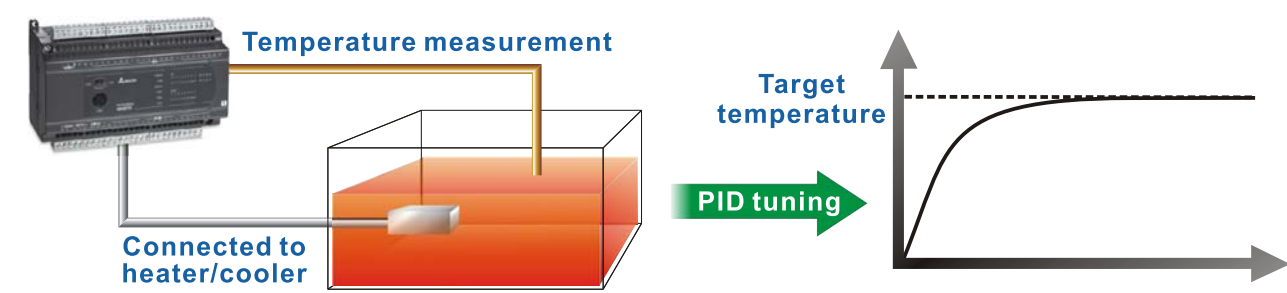 Temperature measurement
Connected to
heater/cooler
PID tuning
Target
temperature